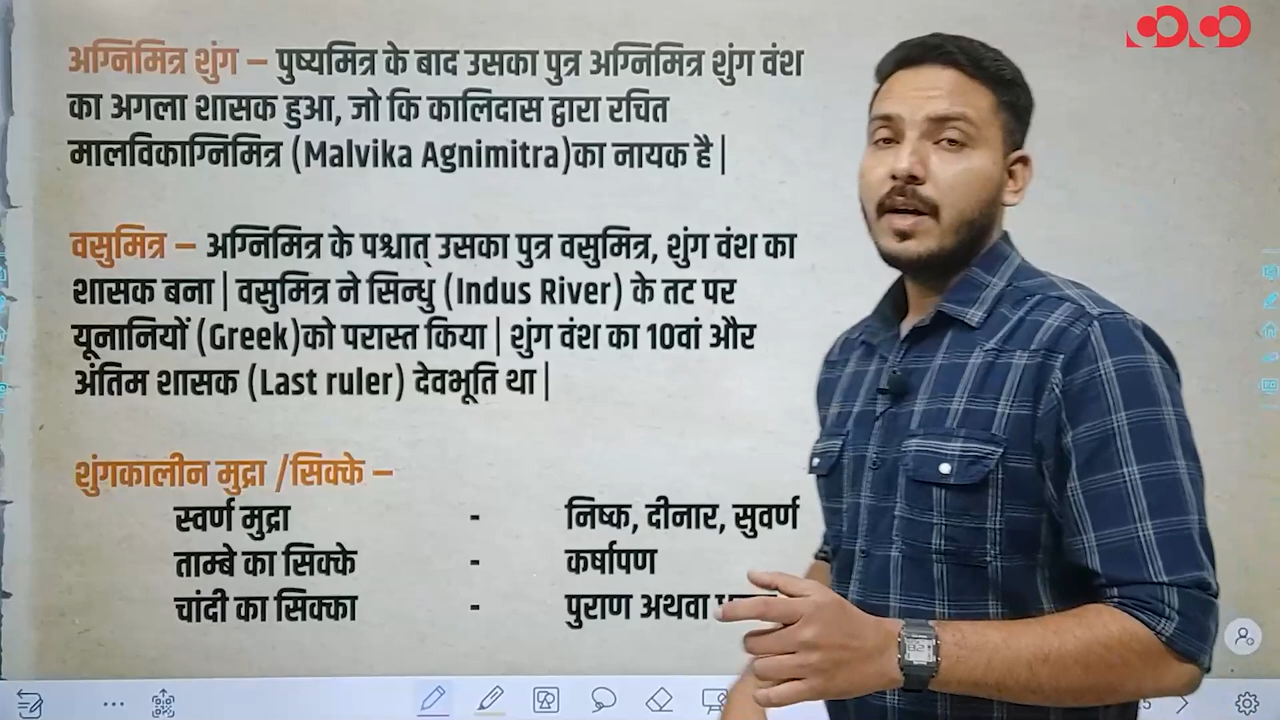 अग्निमित्र शुंग – पुष्यमित्र के बाद उसका पुत्र अग्निमित्र शुंग वंश
का अगला शासक हुआ, जो कि कालिदास द्वारा रचित
मालविकाग्निमित्र (Malvika Agnimitra)का नायक है |
वसुमित्र – अग्निमित्र के पश्चात् उसका पुत्र वसुमित्र, शुंग वंश का
शासक बना | वसुमित्र ने सिन्धु (Indus River) के तट पर
यूनानियों (Greek)को परास्त किया | शुंग वंश का 10वां और
अंतिम शासक (Last ruler) देवभूति था |
शुंगकालीन मुद्रा /सिक्के –
स्वर्ण मुद्रा - निष्क, दीनार, सुवर्ण
ताम्बे का सिक्के - कर्षापण
चांदी का सिक्का - पुराण अथवा